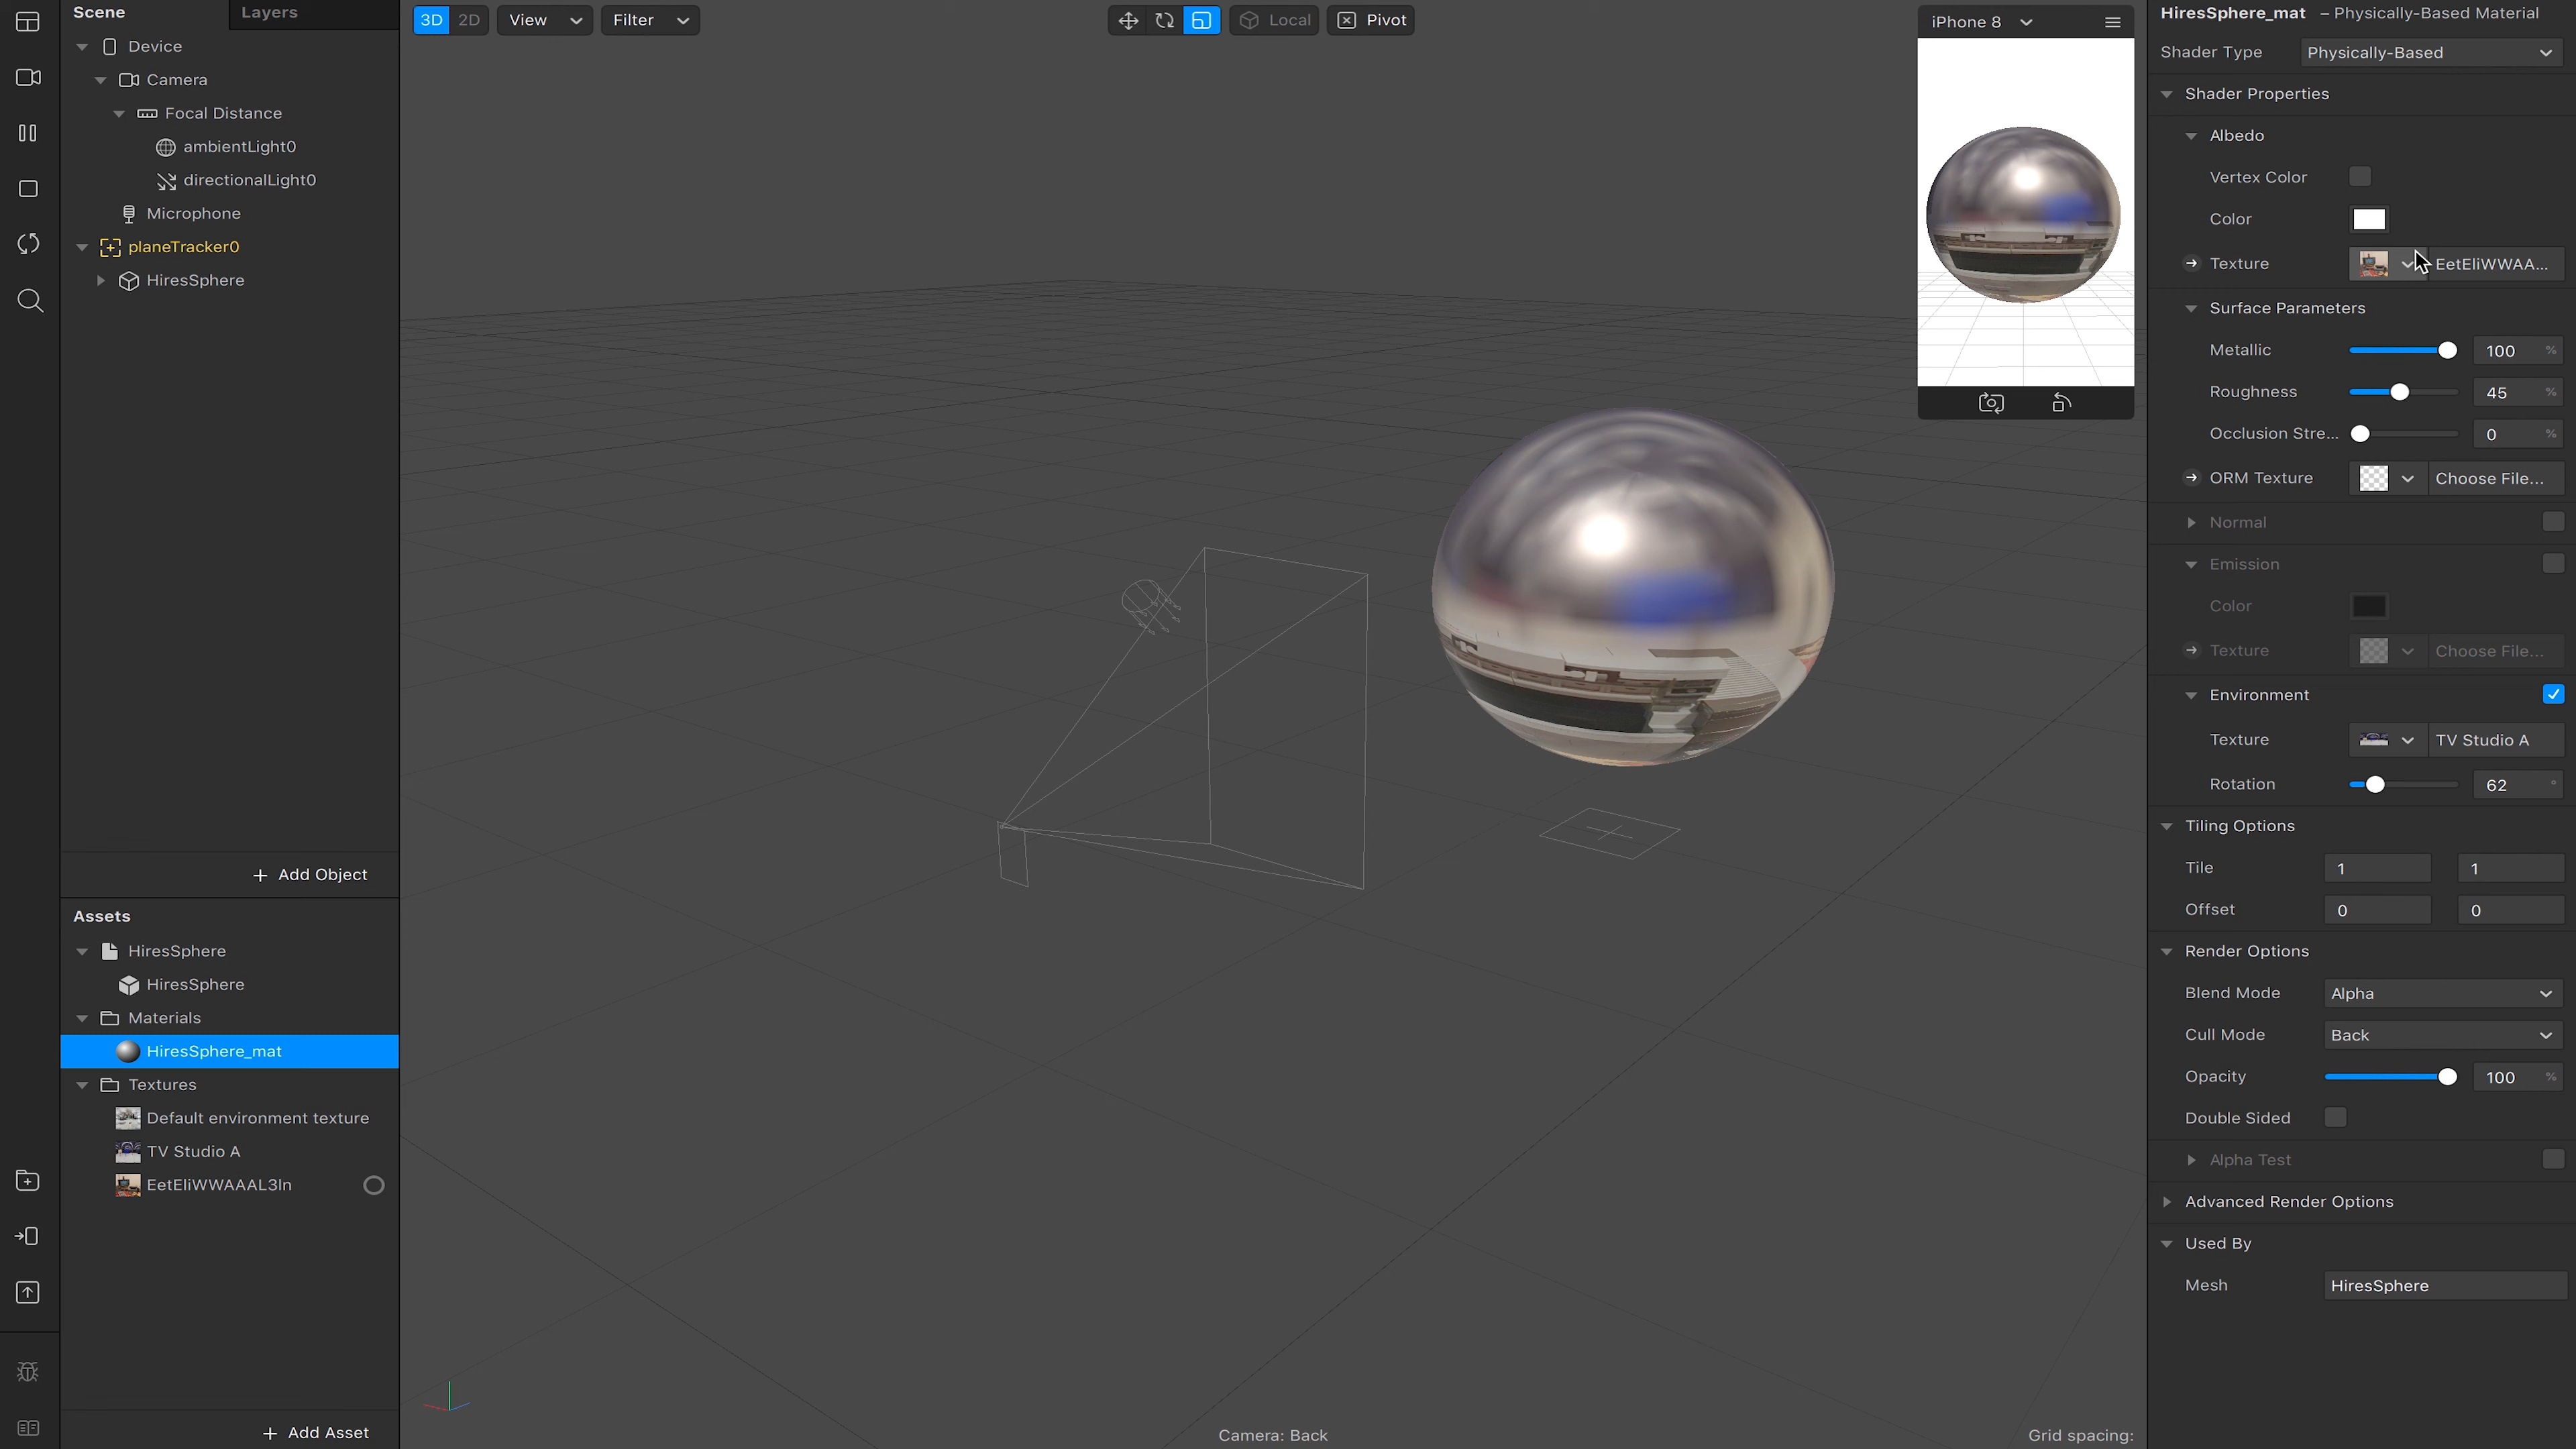 Scene
Layers
Device
Camera
Focal Distance
ambientLight0
directionalLight0
Microphone
planeTracker0
HiresSphere
+ Add Object
Assets
HiresSphere
HiresSphere
Materials
HiresSphere_mat
Textures
Default environment texture
TV Studio A
EetEliWWAAAL3ln
+ Add Asset
3D 2D View Filter
Local Pivot
iPhone 8
Camera: Back
Grid spacing:
HiresSphere_mat – Physically-Based Material
Shader Type Physically-Based
Shader Properties
Albedo
Vertex Color
Color
Texture EetEliWWAA...
Surface Parameters
Metallic 100 %
Roughness 45 %
Occlusion Stre... 0 %
ORM Texture Choose File...
Normal
Emission
Color
Texture Choose File...
Environment
Texture TV Studio A
Rotation 62 °
Tiling Options
Tile 1 1
Offset 0 0
Render Options
Blend Mode Alpha
Cull Mode Back
Opacity 100 %
Double Sided
Alpha Test
Advanced Render Options
Used By
Mesh HiresSphere